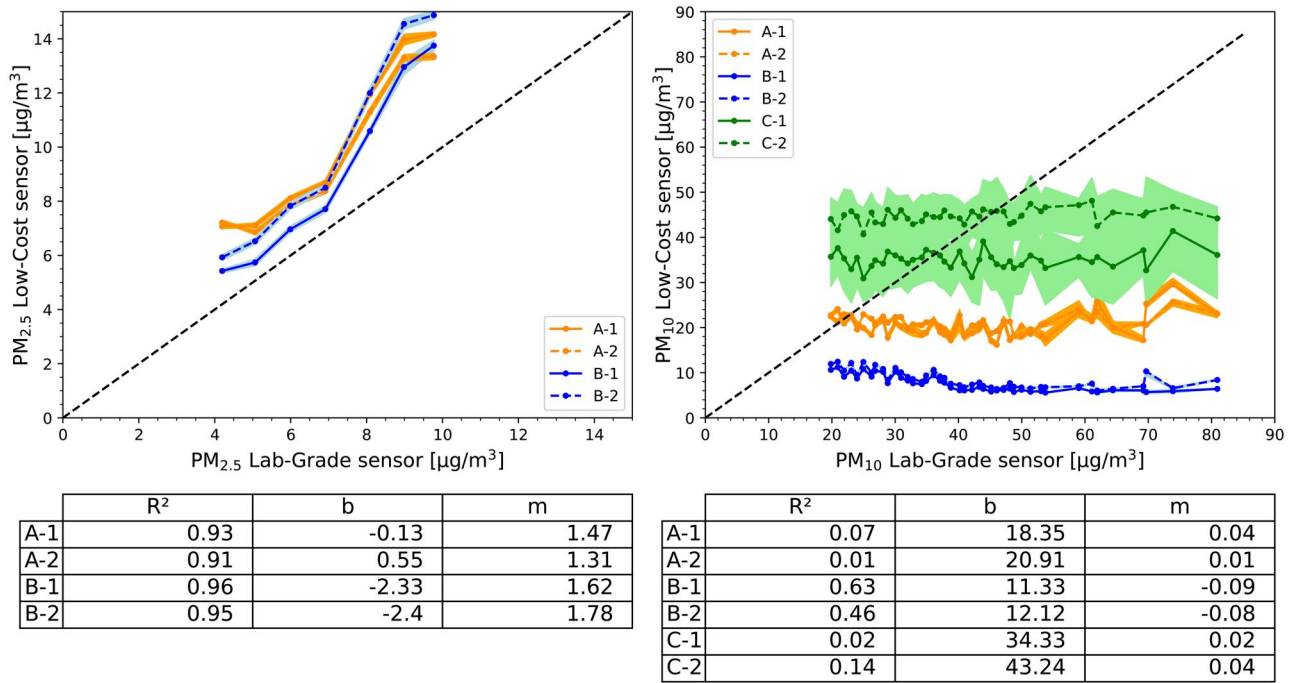 14
12
10
8
6
4
2
0
PM2.5 Low-Cost sensor [µg/m³]
0 2 4 6 8 10 12 14
PM2.5 Lab-Grade sensor [µg/m³]
A-1
A-2
B-1
B-2
90
80
70
60
50
40
30
20
10
0
PM10 Low-Cost sensor [µg/m³]
0 10 20 30 40 50 60 70 80 90
PM10 Lab-Grade sensor [µg/m³]
A-1
A-2
B-1
B-2
C-1
C-2
R² b m
A-1 0.93 -0.13 1.47
A-2 0.91 0.55 1.31
B-1 0.96 -2.33 1.62
B-2 0.95 -2.4 1.78
R² b m
A-1 0.07 18.35 0.04
A-2 0.01 20.91 0.01
B-1 0.63 11.33 -0.09
B-2 0.46 12.12 -0.08
C-1 0.02 34.33 0.02
C-2 0.14 43.24 0.04